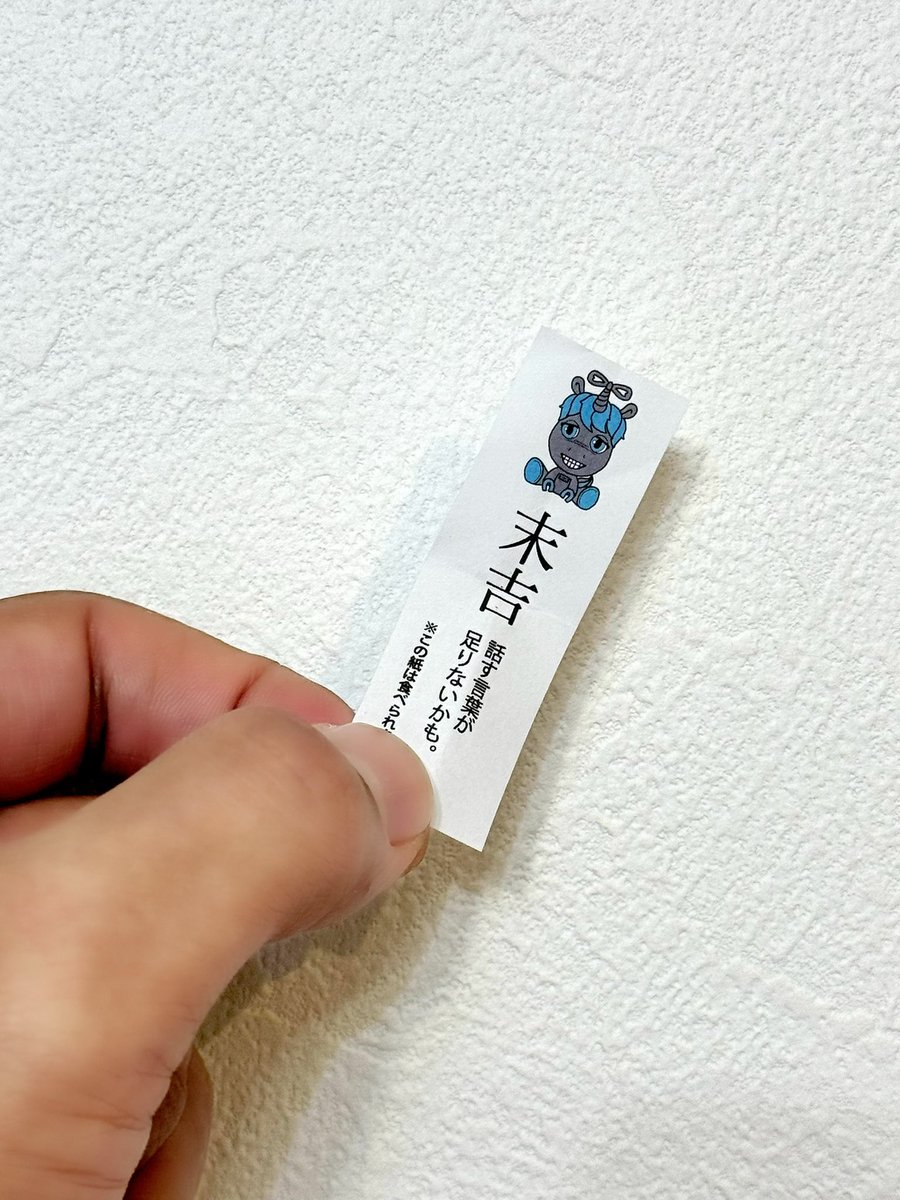 末吉
話す言葉が
足りないかも。
※この紙は食べられ